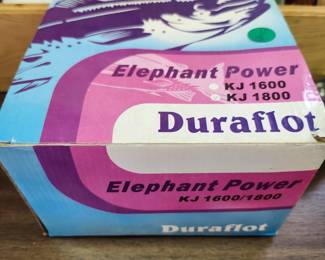 Elephant Power
KJ 1600
KJ 1800
Duraflot
Elephant Power
KJ 1600/1800
Duraflot